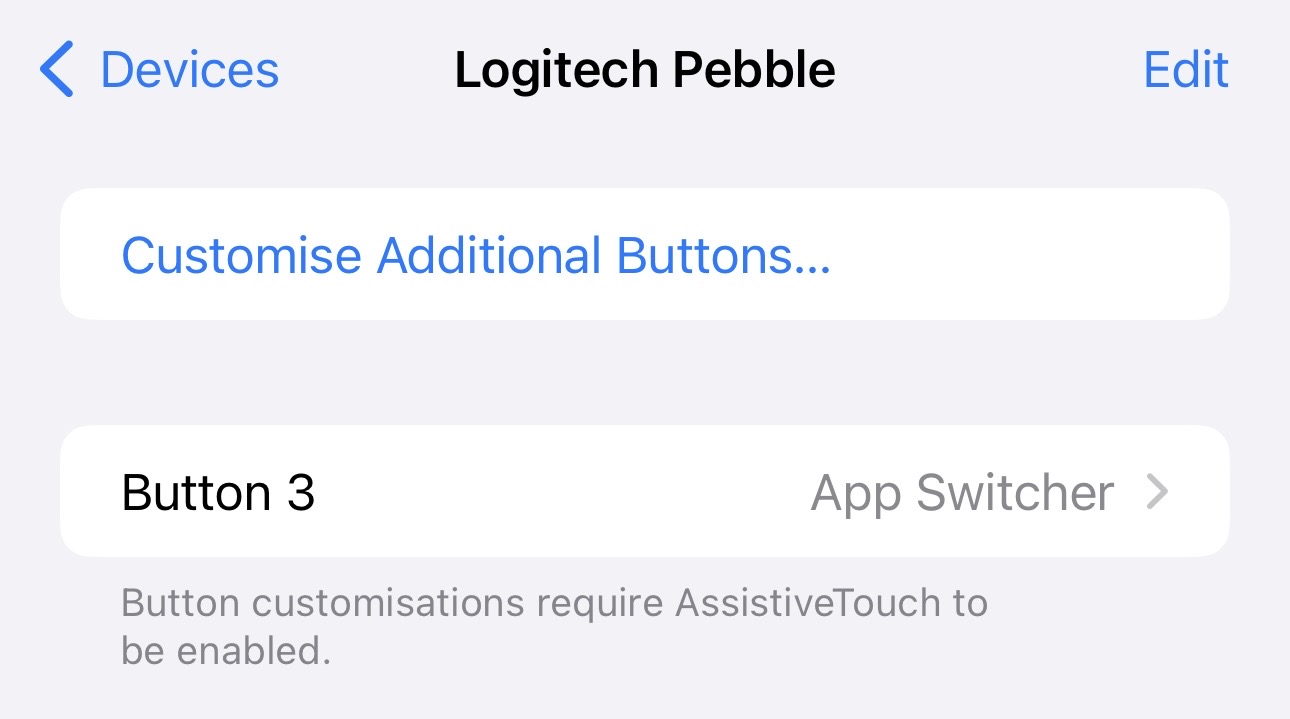 Devices Logitech Pebble Edit
Customise Additional Buttons...
Button 3 App Switcher
Button customisations require AssistiveTouch to
be enabled.